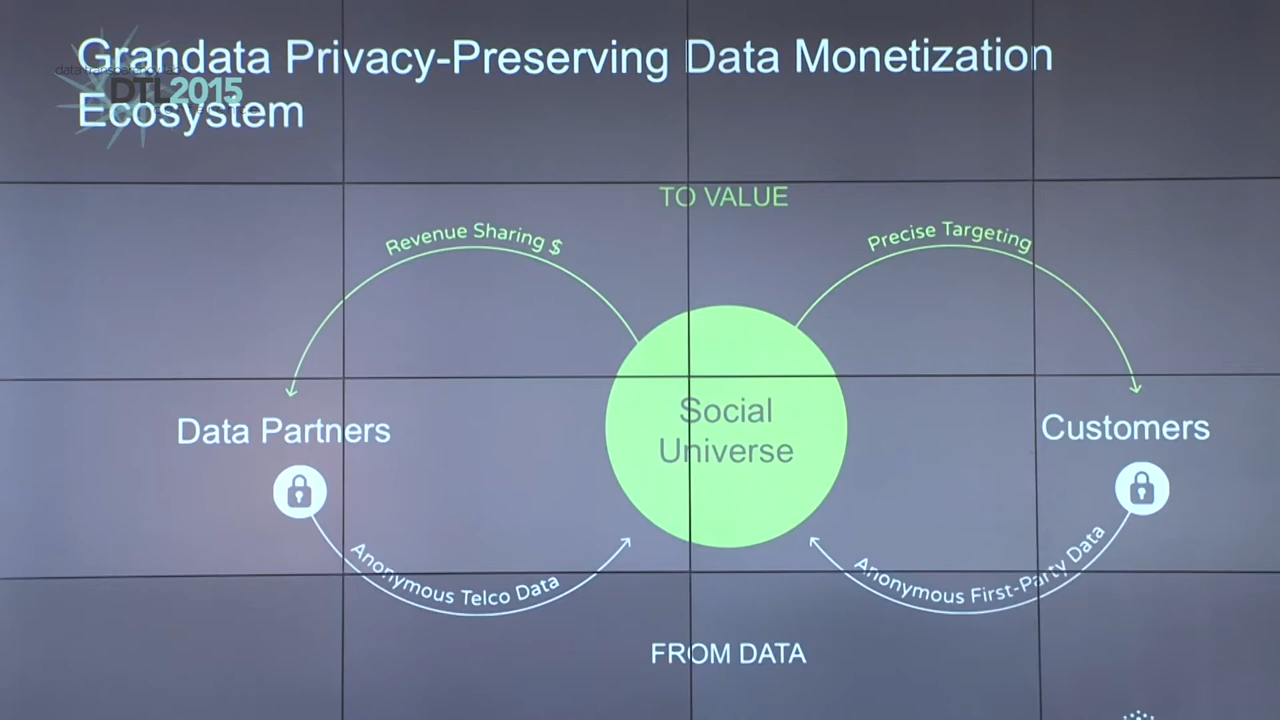 Grandata Privacy-Preserving Data Monetization
Ecosystem
DTL2015
TO VALUE
Revenue Sharing $
Precise Targeting
Data Partners
Social
Universe
Customers
Anonymous Telco Data
Anonymous First-Party Data
FROM DATA